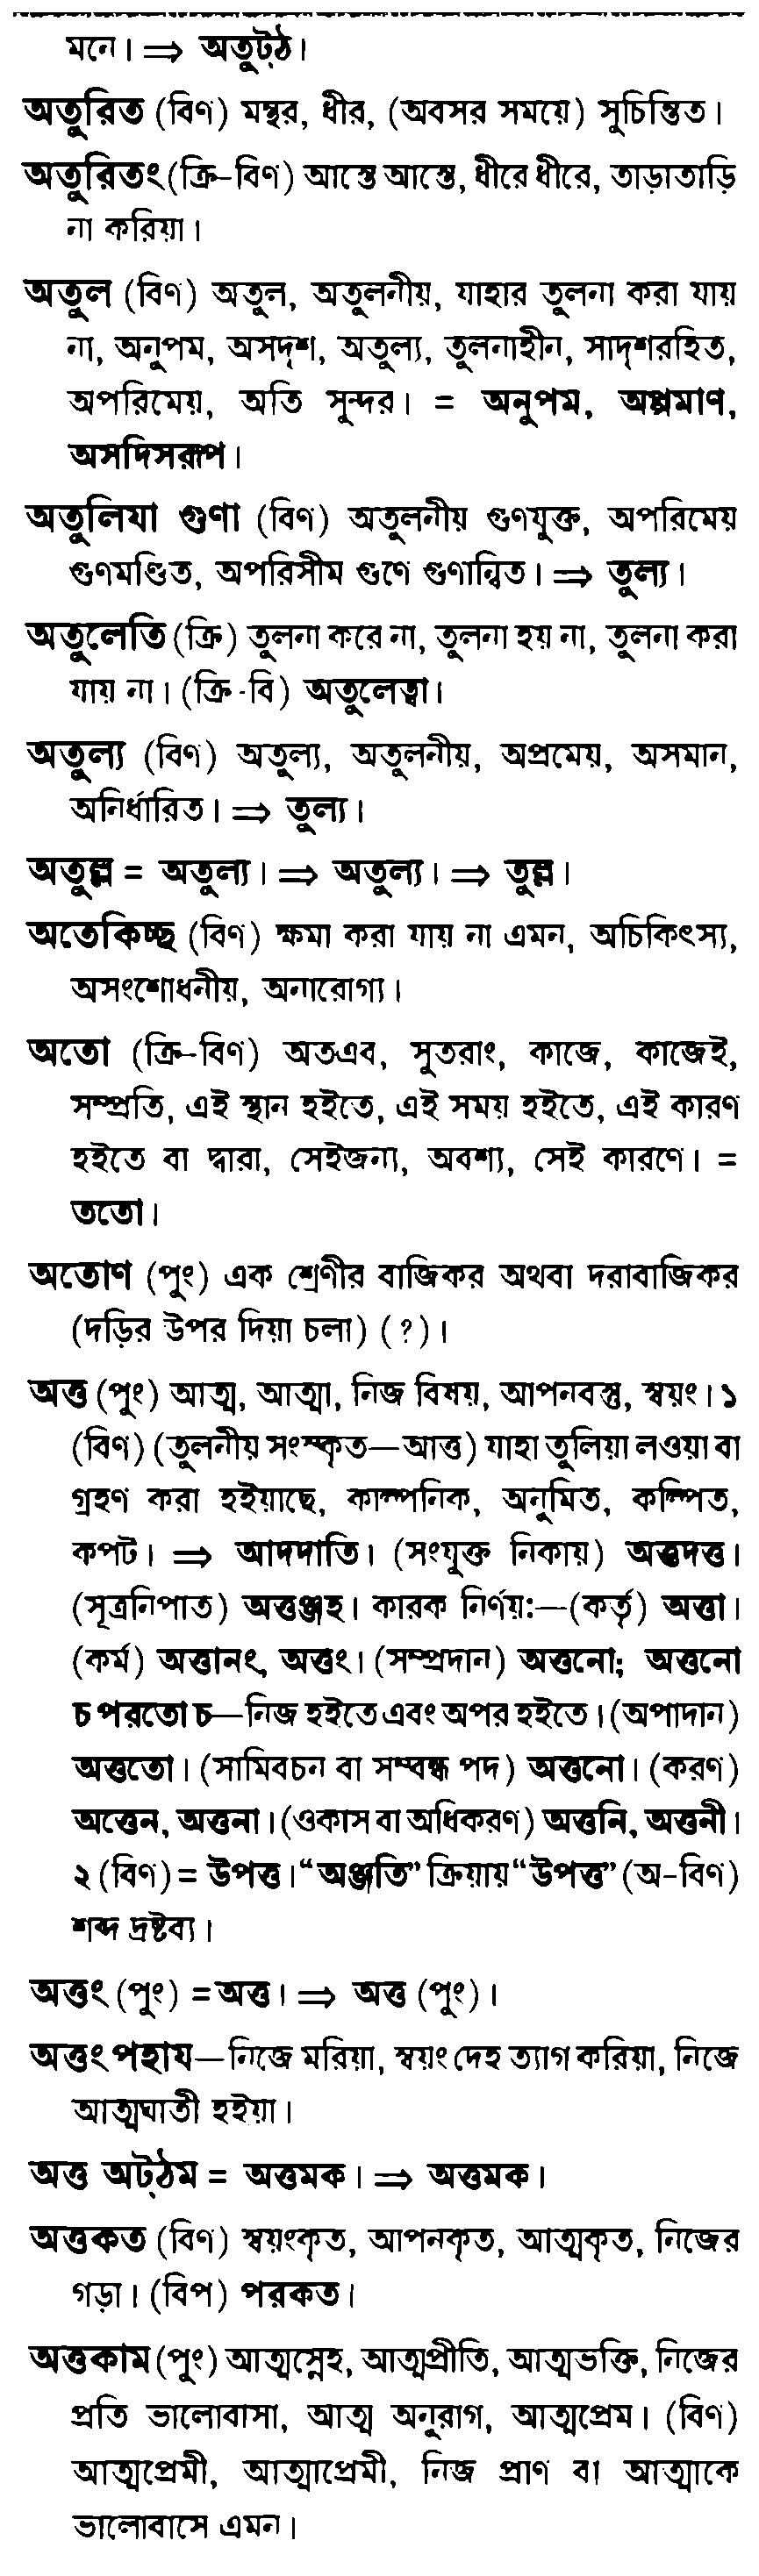 মনে। ⇒ অতুট্ঠ।
অতুরিত (বিণ) মন্থর, ধীর, (অবসর সময়ে) সুচিন্তিত।
অতুরিতং (ক্রি-বিণ) আস্তে আস্তে, ধীরে ধীরে, তাড়াতাড়ি
না করিয়া।
অতুল (বিণ) অতুল, অতুলনীয়, যাহার তুলনা করা যায়
না, অনুপম, অসদৃশ, অতুল্য, তুলনাহীন, সাদৃশরহিত,
অপরিমেয়, অতি সুন্দর। = অনুপম, অপ্পমাণ,
অসদিসরূপ।
অতুলিযা গুণা (বিণ) অতুলনীয় গুণযুক্ত, অপরিমেয়
গুণমণ্ডিত, অপরিসীম গুণে গুণান্বিত। ⇒ তুল্য।
অতুলেতি (ক্রি) তুলনা করে না, তুলনা হয় না, তুলনা করা
যায় না। (ক্রি-বি) অতুলেত্বা।
অতুল্য (বিণ) অতুল্য, অতুলনীয়, অপ্রমেয়, অসমান,
অনির্ধারিত। ⇒ তুল্য।
অতুল্ল = অতুল্য। ⇒ অতুল্য। ⇒ তুল্ল।
অতেকিচ্ছ (বিণ) ক্ষমা করা যায় না এমন, অচিকিৎস্য,
অসংশোধনীয়, অনারোগ্য।
অতো (ক্রি-বিণ) অতএব, সুতরাং, কাজে, কাজেই,
সম্প্রতি, এই স্থান হইতে, এই সময় হইতে, এই কারণ
হইতে বা দ্বারা, সেইজন্য, অবশ্য, সেই কারণে। =
ততো।
অতোণ (পুং) এক শ্রেণীর বাজিকর অথবা দরাবাজিকর
(দড়ির উপর দিয়া চলা) (?)।
অত্ত (পুং) আত্ম, আত্মা, নিজ বিষয়, আপনবস্তু, স্বয়ং। ১
(বিণ) (তুলনীয় সংস্কৃত—আত্ত) যাহা তুলিয়া লওয়া বা
গ্রহণ করা হইয়াছে, কাল্পনিক, অনুমিত, কল্পিত,
কপট। ⇒ আদদাতি। (সংযুক্ত নিকায়) অত্তদত্ত।
(সূত্রনিপাত) অত্তঞ্জহ। কারক নির্ণয়:—(কর্তৃ) অত্তা।
(কর্ম) অত্তানং, অত্তং। (সম্প্রদান) অত্তনো; অত্তনো
চ পরতো চ—নিজ হইতে এবং অপর হইতে। (অপাদান)
অত্ততো। (সামিবচন বা সম্বন্ধ পদ) অত্তনো। (করণ)
অত্তেন, অত্তনা। (ওকাস বা অধিকরণ) অত্তনি, অত্তনী।
২ (বিণ) = উপত্ত। “অঞ্জতি” ক্রিয়ায় “উপত্ত” (অ-বিণ)
শব্দ দ্রষ্টব্য।
অত্তং (পুং) = অত্ত। ⇒ অত্ত (পুং)।
অত্তং পহায—নিজে মরিয়া, স্বয়ং দেহ ত্যাগ করিয়া, নিজে
আত্মঘাতী হইয়া।
অত্ত অট্ঠম = অত্তমক। ⇒ অত্তমক।
অত্তকত (বিণ) স্বয়ংকৃত, আপনকৃত, আত্মকৃত, নিজের
গড়া। (বিপ) পরকত।
অত্তকাম (পুং) আত্মস্নেহ, আত্মপ্রীতি, আত্মভক্তি, নিজের
প্রতি ভালোবাসা, আত্ম অনুরাগ, আত্মপ্রেম। (বিণ)
আত্মপ্রেমী, আত্মাপ্রেমী, নিজ প্রাণ বা আত্মাকে
ভালোবাসে এমন।